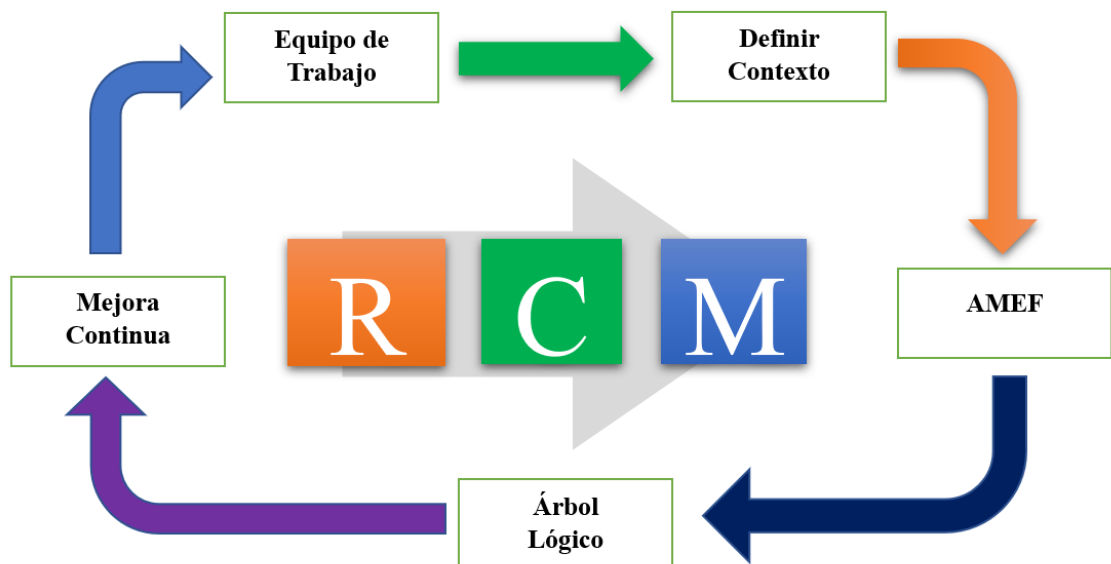 Equipo de
Trabajo
Definir
Contexto
Mejora
Continua
R C M
AMEF
Árbol
Lógico